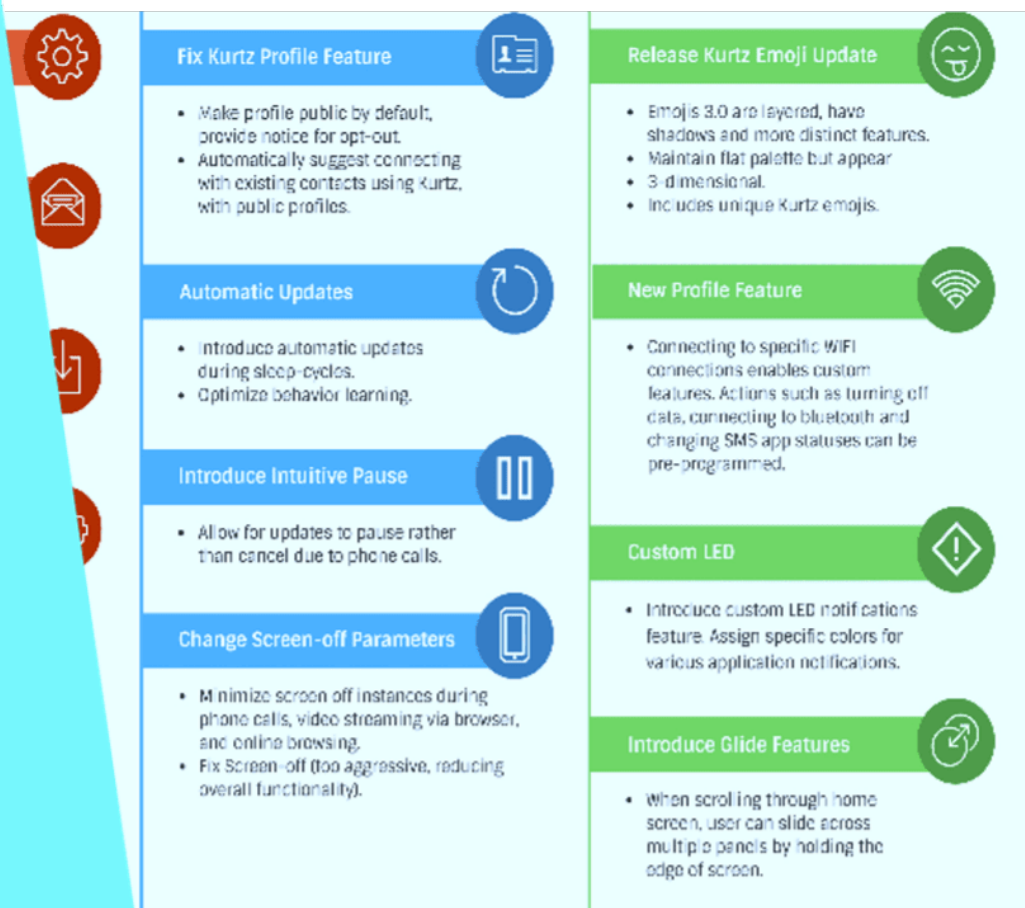 Fix Kurtz Profile Feature
• Make profile public by default,
provide notice for opt-out.
• Automatically suggest connecting
with existing contacts using Kurtz,
with public profiles.
Automatic Updates
• Introduce automatic updates
during sleep-cycles.
• Optimize behavior learning.
Introduce Intuitive Pause
• Allow for updates to pause rather
than cancel due to phone calls.
Change Screen-off Parameters
• Minimize screen off instances during
phone calls, video streaming via browser,
and online browsing.
• Fix Screen-off (too aggressive, reducing
overall functionality).
Release Kurtz Emoji Update
• Emojis 3.0 are layered, have
shadows and more distinct features.
• Maintain flat palette but appear
• 3-dimensional.
• Includes unique Kurtz emojis.
New Profile Feature
• Connecting to specific WIFI
connections enables custom
features. Actions such as turning off
data, connecting to bluetooth and
changing SMS app statuses can be
pre-programmed.
Custom LED
• Introduce custom LED notifications
feature. Assign specific colors for
various application notifications.
Introduce Glide Features
• When scrolling through home
screen, user can slide across
multiple panels by holding the
edge of screen.